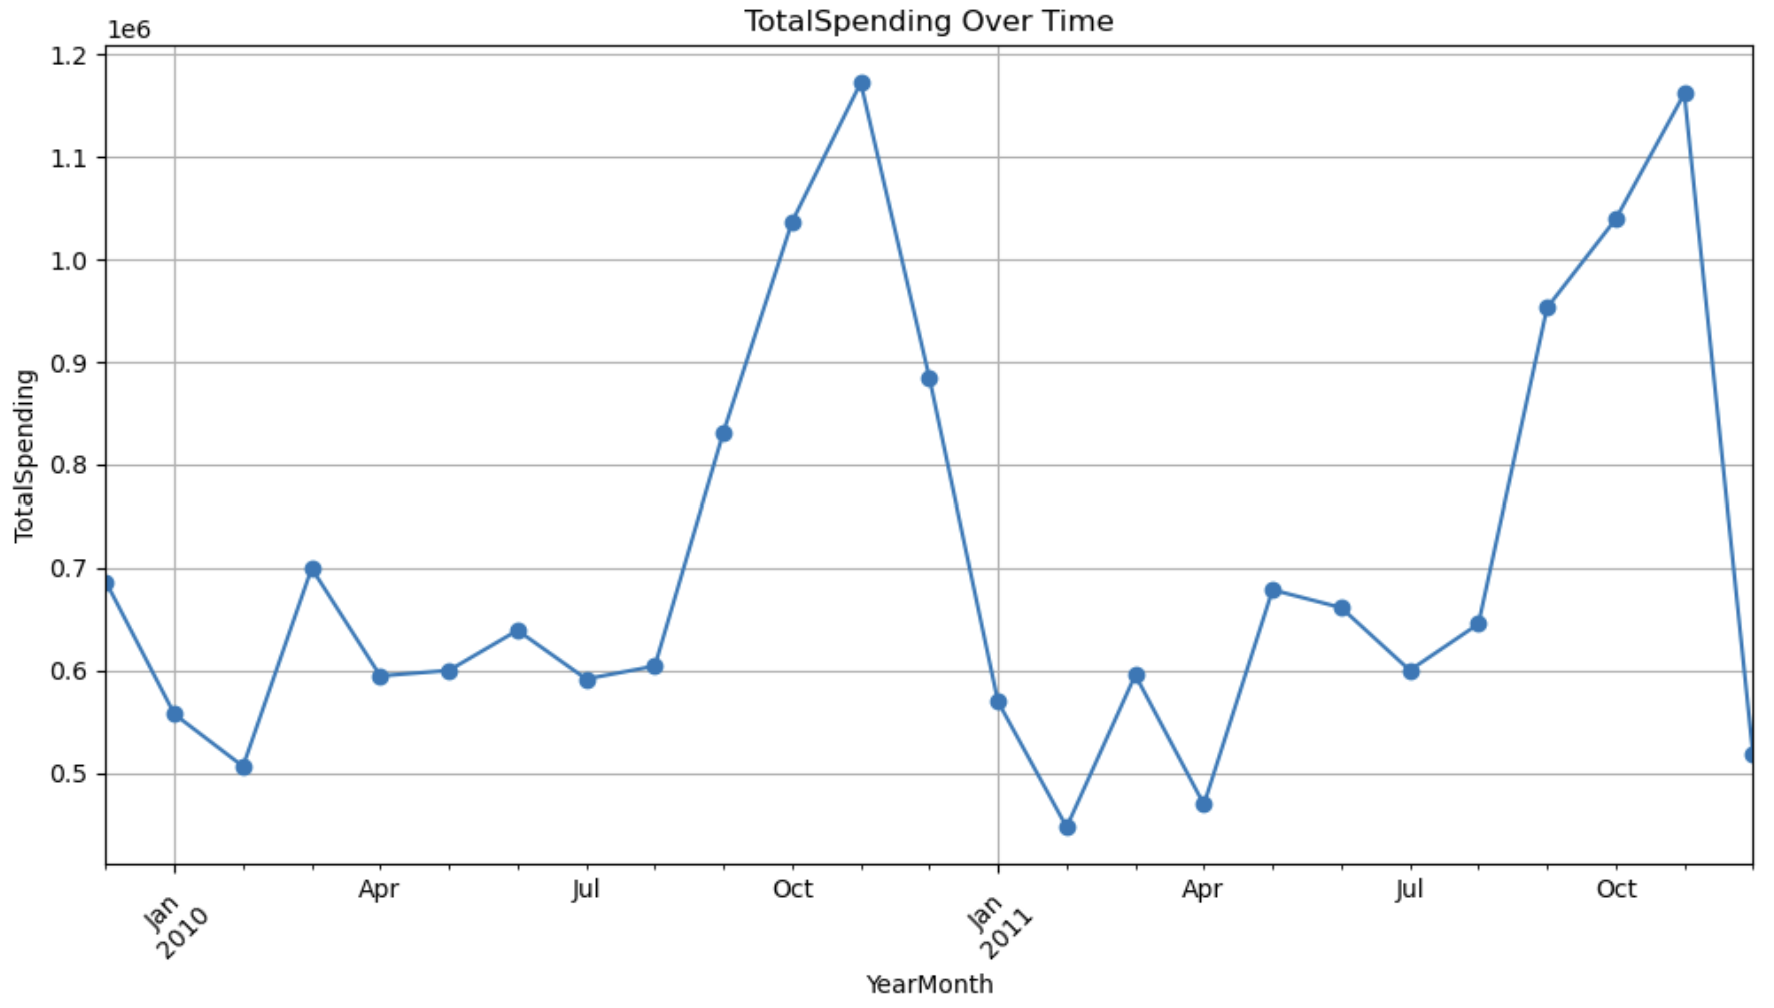 TotalSpending Over Time
1e6
1.2
1.1
1.0
0.9
0.8
0.7
0.6
0.5
TotalSpending
Jan
2010
Apr
Jul
Oct
Jan
2011
Apr
Jul
Oct
YearMonth